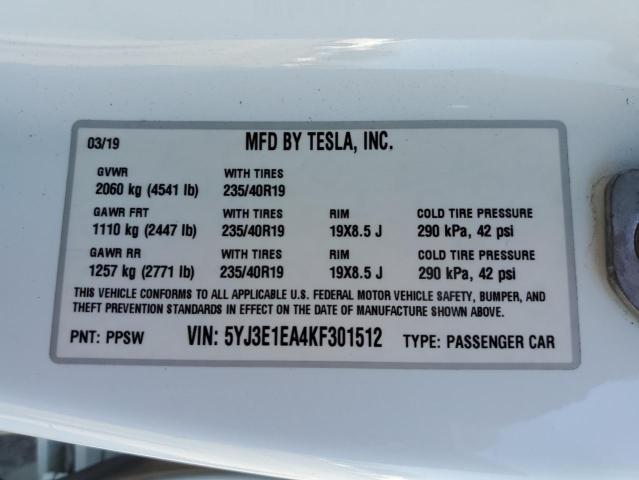 03/19 MFD BY TESLA, INC.
GVWR WITH TIRES
2060 kg (4541 lb) 235/40R19
GAWR FRT WITH TIRES RIM COLD TIRE PRESSURE
1110 kg (2447 lb) 235/40R19 19X8.5 J 290 kPa, 42 psi
GAWR RR WITH TIRES RIM COLD TIRE PRESSURE
1257 kg (2771 lb) 235/40R19 19X8.5 J 290 kPa, 42 psi
THIS VEHICLE CONFORMS TO ALL APPLICABLE U.S. FEDERAL MOTOR VEHICLE SAFETY, BUMPER, AND
THEFT PREVENTION STANDARDS IN EFFECT ON THE DATE OF MANUFACTURE SHOWN ABOVE.
PNT: PPSW VIN: 5YJ3E1EA4KF301512 TYPE: PASSENGER CAR